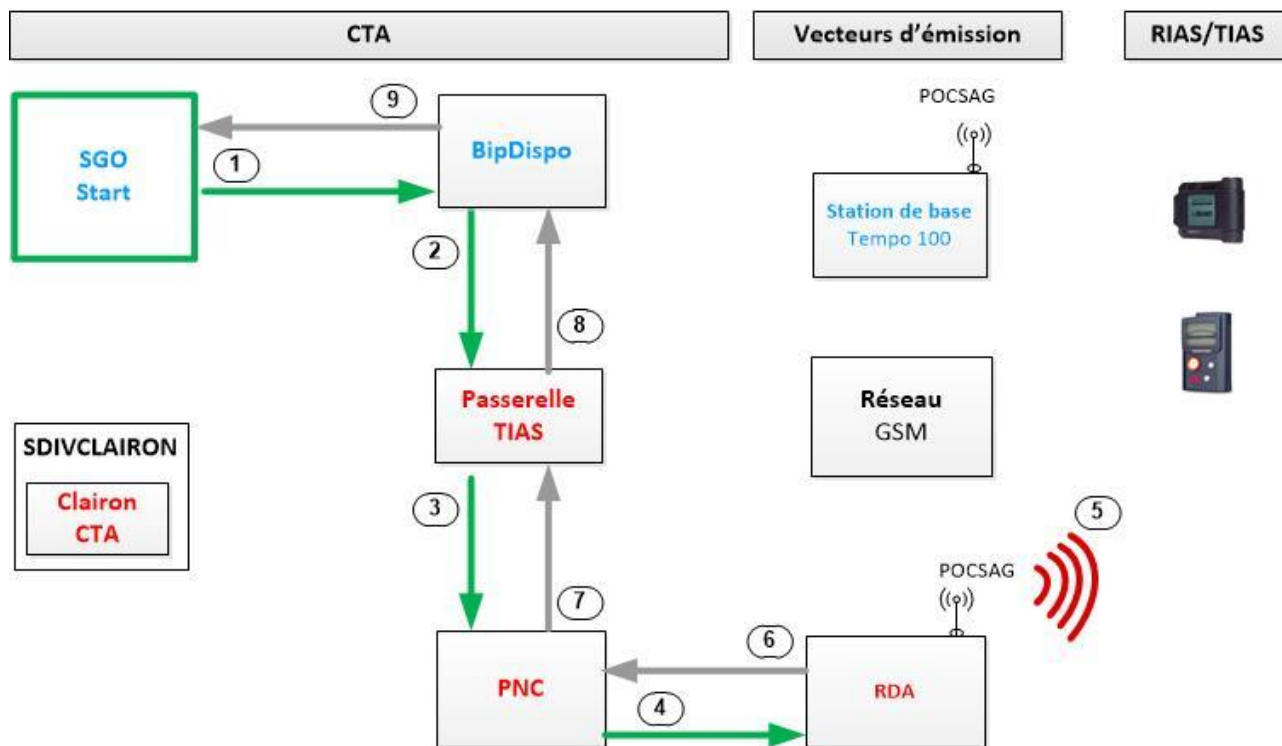 CTA
Vecteurs d'émission
RIAS/TIAS
9
POCSAG
((ο))
SGO
Start
1
BipDispo
Station de base
Tempo 100
2
8
Passerelle
TIAS
Réseau
GSM
SDIVCLAIRON
Clairon
CTA
3
5
7
POCSAG
((ο))
6
PNC
RDA
4